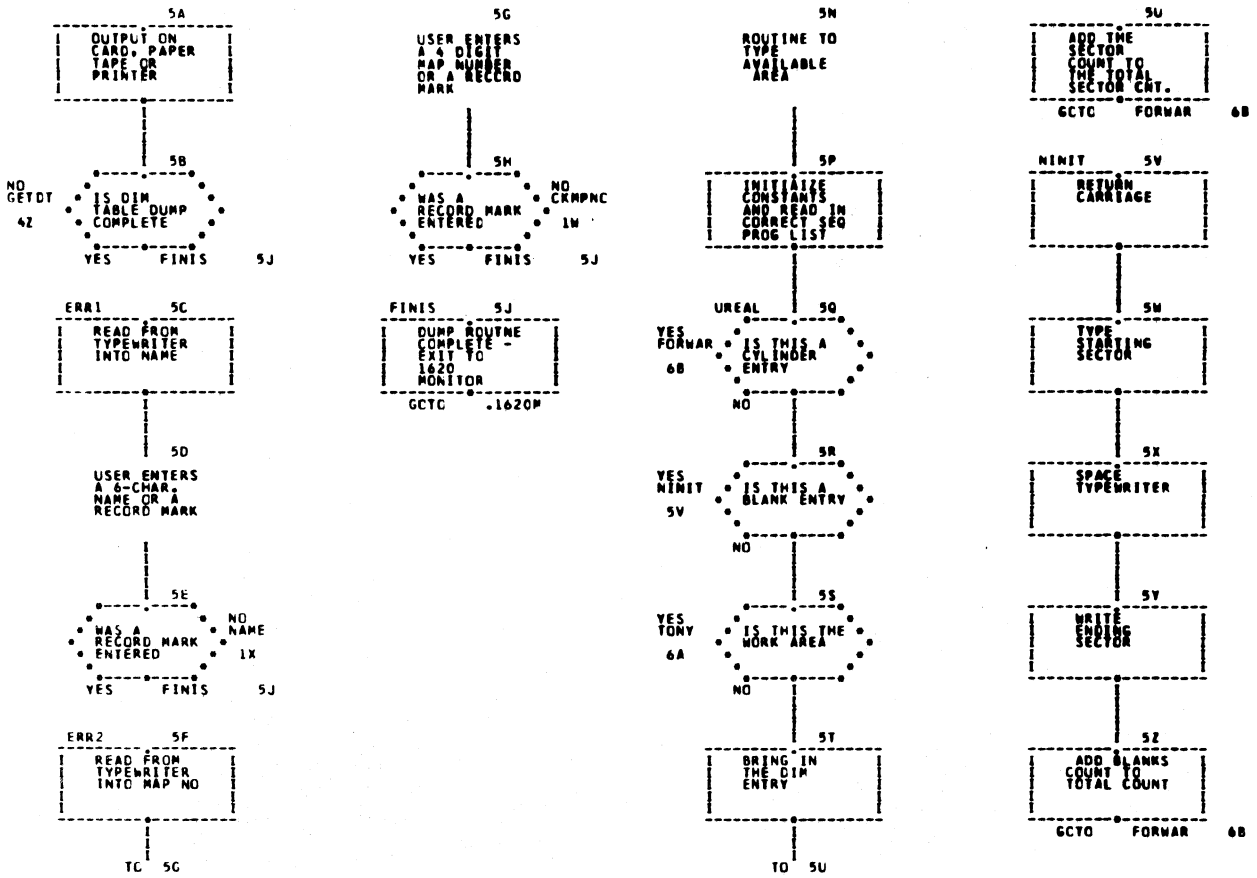 5A
OUTPUT ON
CARD, PAPER
TAPE OR
PRINTER
5B
NO
GETDT
4Z
IS DIM
TABLE DUMP
COMPLETE
YES FINIS 5J
ERR1 5C
READ FROM
TYPEWRITER
INTO NAME
5D
USER ENTERS
A 6-CHAR.
NAME OR A
RECORD MARK
5E
WAS A
RECORD MARK
ENTERED
NO
NAME
1X
YES FINIS 5J
ERR2 5F
READ FROM
TYPEWRITER
INTO MAP NO
TO 5G
5G
USER ENTERS
A 4 DIGIT
MAP NUMBER
OR A RECORD
MARK
5H
WAS A
RECORD MARK
ENTERED
NO
CKMPNC
1W
YES FINIS 5J
FINIS 5J
DUMP ROUTNE
COMPLETE -
EXIT TO
1620
MONITOR
GOTO .1620M
5N
ROUTINE TO
TYPE
AVAILABLE
AREA
5P
INITIAIZE
CONSTANTS
AND READ IN
CORRECT SEQ
PROG LIST
UREAL 5Q
YES
FORWAR
6B
IS THIS A
CYLINDER
ENTRY
NO
5R
YES
NINIT
5V
IS THIS A
BLANK ENTRY
NO
5S
YES
TONY
6A
IS THIS THE
WORK AREA
NO
5T
BRING IN
THE DIM
ENTRY
TO 5U
5U
ADD THE
SECTOR
COUNT TO
THE TOTAL
SECTOR CNT.
GOTO FORWAR 6B
NINIT 5V
RETURN
CARRIAGE
5W
TYPE
STARTING
SECTOR
5X
SPACE
TYPEWRITER
5Y
WRITE
ENDING
SECTOR
5Z
ADD BLANKS
COUNT TO
TOTAL COUNT
GOTO FORWAR 6B